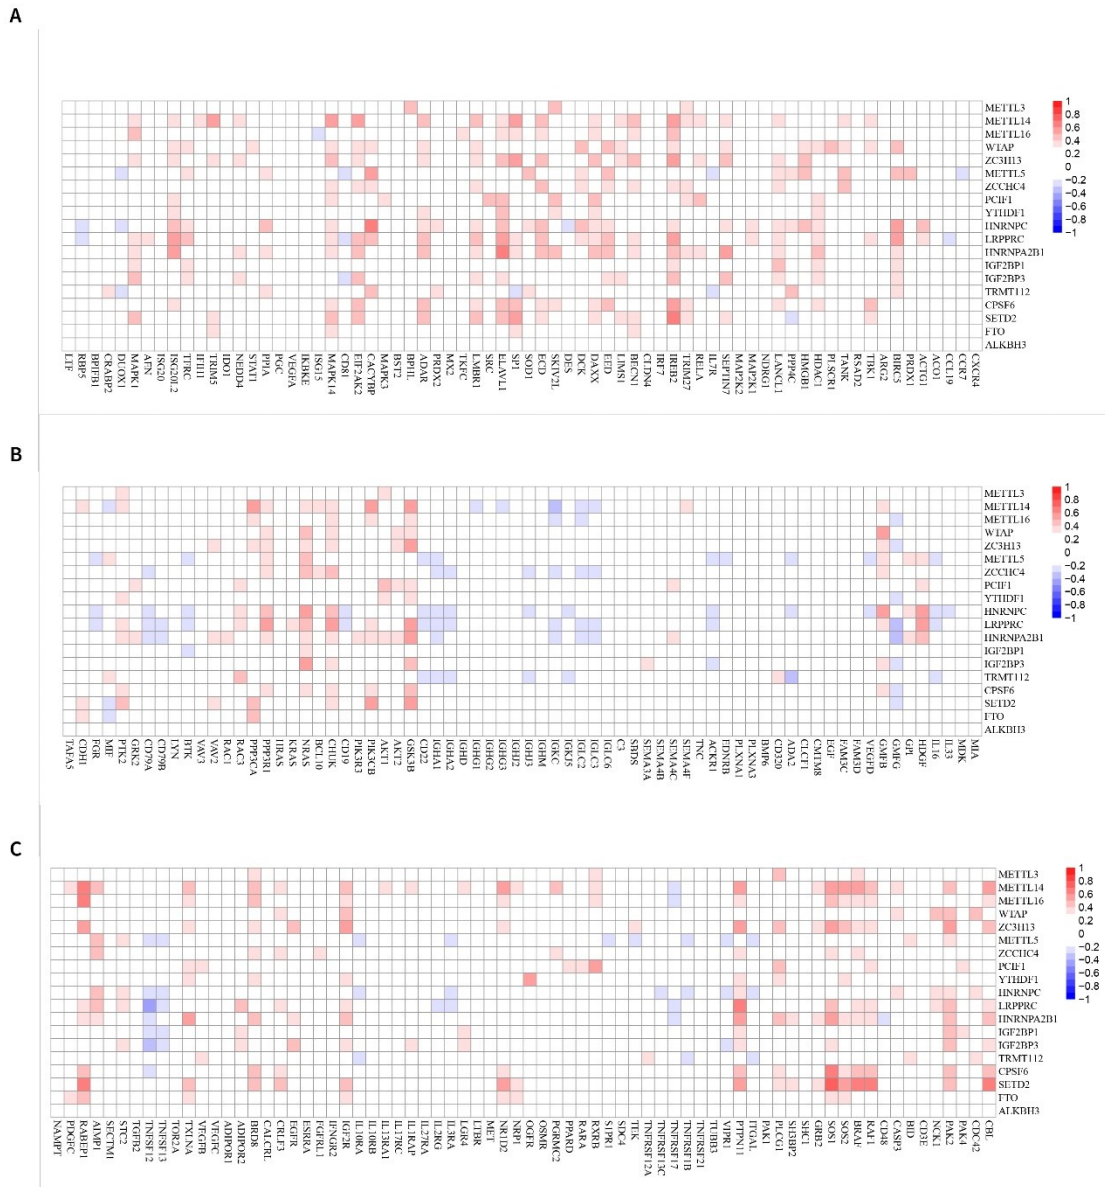 A
METTL3
METTL14
METTL16
WTAP
ZC3H13
METTL5
ZCCHC4
PCIF1
YTHDF1
HNRNPC
LRPPRC
HNRNPA2B1
IGF2BP1
IGF2BP3
TRMT112
CPSF6
SETD2
FTO
ALKBH3
1
0.8
0.6
0.4
0.2
0
−0.2
−0.4
−0.6
−0.8
−1
LTF
RBP5
BPIFB1
CRABP2
DUOX1
MAPK1
AEN
ISG20
ISG20L2
TFRC
IFIH1
TRIM5
IDO1
NEDD4
STAT1
PPIA
PGC
VEGFA
IKBKE
ISG15
MAPK14
CD81
EIF2AK2
CACYBP
MAPK3
BST2
BPHL
ADAR
PRDX2
MX2
TKFC
LMBR1
SRC
ELAVL1
SP1
SOD1
ECD
SKIV2L
DES
DCK
DAXX
EED
LIMS1
BECN1
CLDN4
IRF7
IREB2
TRIM27
RELA
IL7R
SEPTIN7
MAP2K2
MAP2K1
NDRG1
LANCL1
PPP4C
HMGB1
HDAC1
PLSCR1
TANK
RSAD2
TBK1
ARG2
BIRC5
PRDX1
ACTG1
ACO1
CCL19
CCR7
CXCR4
B
METTL3
METTL14
METTL16
WTAP
ZC3H13
METTL5
ZCCHC4
PCIF1
YTHDF1
HNRNPC
LRPPRC
HNRNPA2B1
IGF2BP1
IGF2BP3
TRMT112
CPSF6
SETD2
FTO
ALKBH3
1
0.8
0.6
0.4
0.2
0
−0.2
−0.4
−0.6
−0.8
−1
TAFA5
CDH1
FGR
MIF
PTK2
GRK2
CD79A
CD79B
LYN
BTK
VAV3
VAV2
RAC1
RAC3
PPP3CA
PPP3R1
HRAS
KRAS
NRAS
BCL10
CHUK
CD19
PIK3R3
PIK3CB
AKT1
AKT2
GSK3B
CD22
IGHA1
IGHA2
IGHD
IGHG1
IGHG2
IGHG3
IGHJ2
IGHJ3
IGHM
IGKC
IGKJ5
IGLC2
IGLC3
IGLC6
C3
SBDS
SEMA3A
SEMA4B
SEMA4C
SEMA4F
TNC
ACKR1
EDNRB
PLXNA1
PLXNA3
BMP6
CD320
ADA2
CLCF1
CMTM8
EGF
FAM3C
FAM3D
VEGFD
GMFB
GMFG
GPI
HDGF
IL16
IL33
MDK
MIA
C
METTL3
METTL14
METTL16
WTAP
ZC3H13
METTL5
ZCCHC4
PCIF1
YTHDF1
HNRNPC
LRPPRC
HNRNPA2B1
IGF2BP1
IGF2BP3
TRMT112
CPSF6
SETD2
FTO
ALKBH3
1
0.8
0.6
0.4
0.2
0
−0.2
−0.4
−0.6
−0.8
−1
NAMPT
PDGFC
RABEP1
AIMP1
SECTM1
STC2
TGFB2
TNFSF12
TNFSF13
TOR2A
TXLNA
VEGFB
VEGFC
ADIPOR1
ADIPOR2
BRD8
CALCRL
CRLF3
EGFR
ESRRA
FGFRL1
IFNGR2
IGF2R
IL10RA
IL10RB
IL13RA1
IL17RC
IL1RAP
IL27RA
IL2RG
IL3RA
LGR4
LTBR
MET
NR1D2
NRP1
OGFR
OSMR
PGRMC2
PPARD
RARA
RXRB
S1PR1
SDC4
TEK
TNFRSF12A
TNFRSF13C
TNFRSF17
TNFRSF1B
TNFRSF21
TUBB3
VIPR1
PTPN11
ITGAL
PAK1
PLCG1
SH3BP2
SHC1
GRB2
SOS1
SOS2
BRAF
RAF1
CD48
CASP3
BID
NCK1
PAK2
PAK4
CDC42
CBL